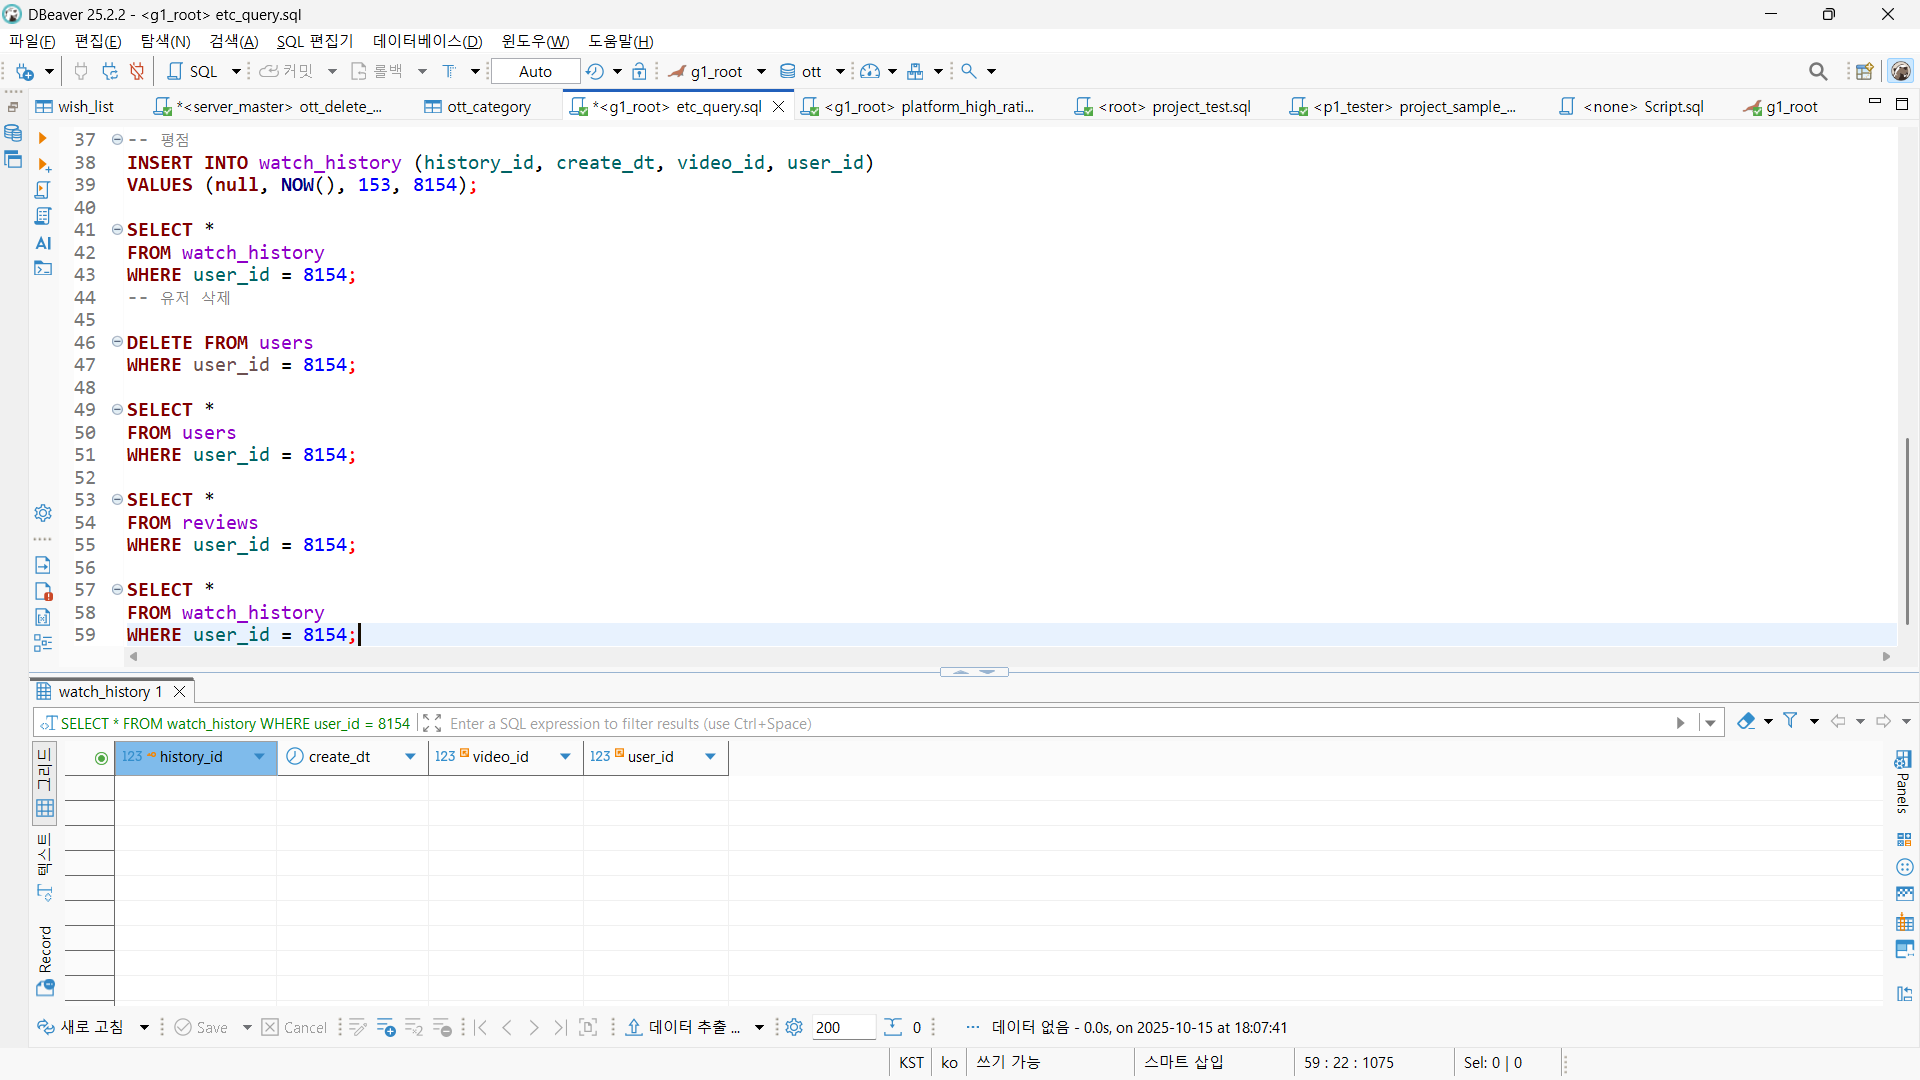 DBeaver 25.2.2 - <g1_root> etc_query.sql
파일(F) 편집(E) 탐색(N) 검색(A) SQL 편집기 데이터베이스(D) 윈도우(W) 도움말(H)
SQL 커밋 롤백 Auto g1_root ott
wish_list *<server_master> ott_delete_... ott_category *<g1_root> etc_query.sql <g1_root> platform_high_rati... <root> project_test.sql <p1_tester> project_sample_... <none> Script.sql g1_root
37 -- 평점
38 INSERT INTO watch_history (history_id, create_dt, video_id, user_id)
39 VALUES (null, NOW(), 153, 8154);
40
41 SELECT *
42 FROM watch_history
43 WHERE user_id = 8154;
44 -- 유저 삭제
45
46 DELETE FROM users
47 WHERE user_id = 8154;
48
49 SELECT *
50 FROM users
51 WHERE user_id = 8154;
52
53 SELECT *
54 FROM reviews
55 WHERE user_id = 8154;
56
57 SELECT *
58 FROM watch_history
59 WHERE user_id = 8154;
AI
watch_history 1
SELECT * FROM watch_history WHERE user_id = 8154 Enter a SQL expression to filter results (use Ctrl+Space)
123 history_id create_dt 123 video_id 123 user_id
그리드
텍스트
Record
Panels
새로 고침 Save Cancel 데이터 추출 ... 200 0 ... 데이터 없음 - 0.0s, on 2025-10-15 at 18:07:41
KST ko 쓰기 가능 스마트 삽입 59 : 22 : 1075 Sel: 0 | 0